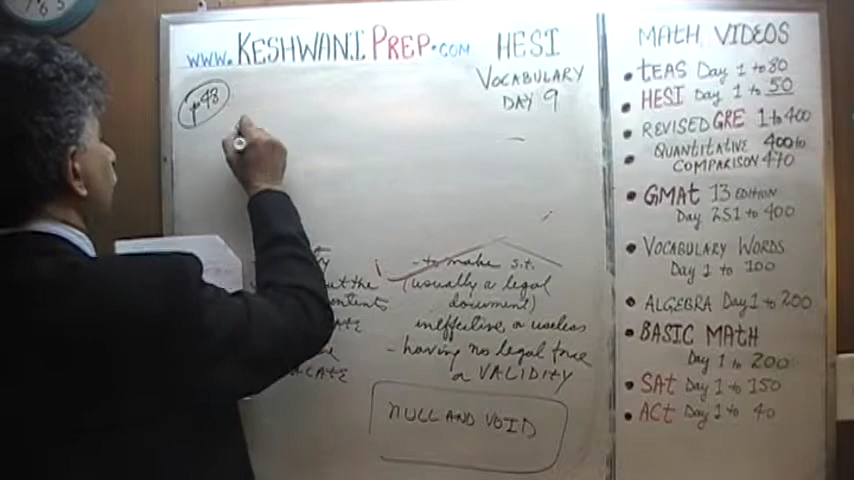 www.KESHWANI PREP.COM HESI
VOCABULARY
DAY 9
p48
- to make s.t.
(usually a legal
document)
ineffective or useless
- having no legal force
or VALIDITY
NULL AND VOID
MATH VIDEOS
• TEAS Day 1 to 80
• HESI Day 1 to 50
• REVISED GRE 1 to 400
• QUANTITATIVE 400 to
COMPARISON 470
• GMAT 13 EDITION
Day 251 to 400
• VOCABULARY WORDS
Day 1 to 100
• ALGEBRA Day 1 to 200
• BASIC MATH
Day 1 to 200
• SAT Day 1 to 150
• ACT Day 1 to 40